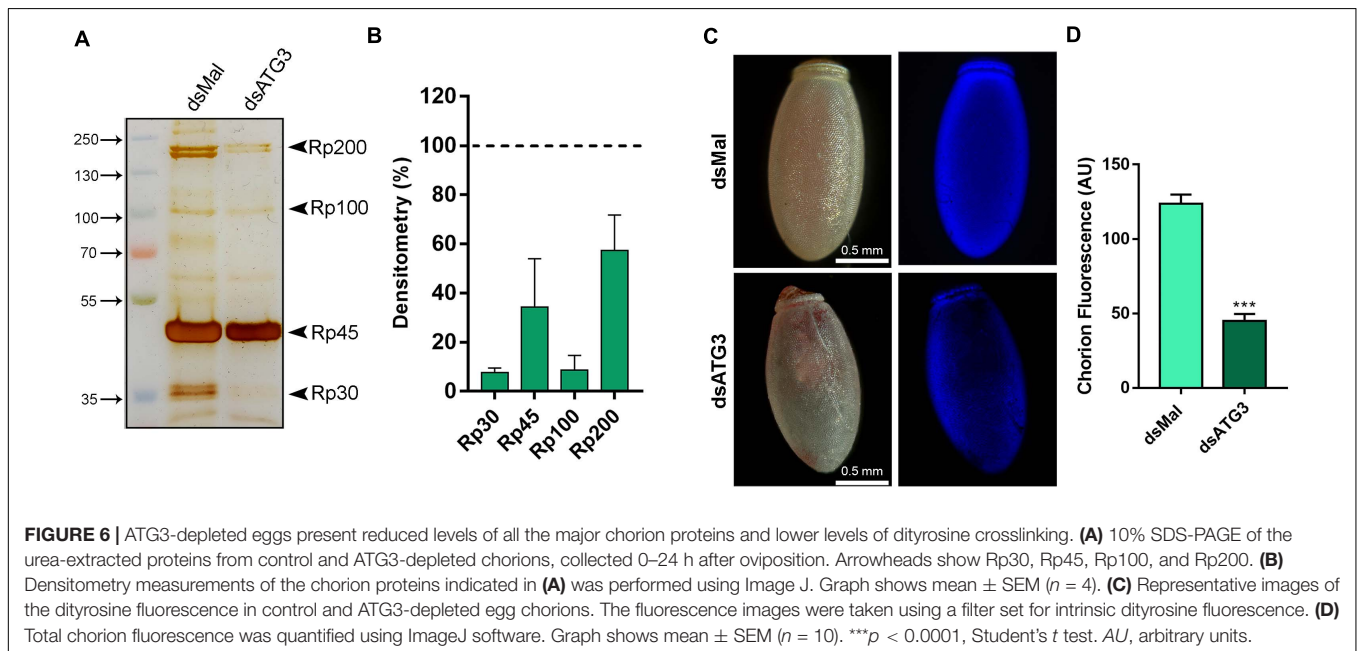 A
dsMal
dsATG3
250
130
100
70
55
35
Rp200
Rp100
Rp45
Rp30
B
Densitometry (%)
120
100
80
60
40
20
0
Rp30
Rp45
Rp100
Rp200
C
dsMal
0.5 mm
dsATG3
0.5 mm
D
Chorion Fluorescence (AU)
150
100
50
0
***
dsMal
dsATG3
FIGURE 6 | ATG3-depleted eggs present reduced levels of all the major chorion proteins and lower levels of dityrosine crosslinking. (A) 10% SDS-PAGE of the
urea-extracted proteins from control and ATG3-depleted chorions, collected 0–24 h after oviposition. Arrowheads show Rp30, Rp45, Rp100, and Rp200. (B)
Densitometry measurements of the chorion proteins indicated in (A) was performed using Image J. Graph shows mean ± SEM (n = 4). (C) Representative images of
the dityrosine fluorescence in control and ATG3-depleted egg chorions. The fluorescence images were taken using a filter set for intrinsic dityrosine fluorescence. (D)
Total chorion fluorescence was quantified using ImageJ software. Graph shows mean ± SEM (n = 10). ***p < 0.0001, Student's t test. AU, arbitrary units.